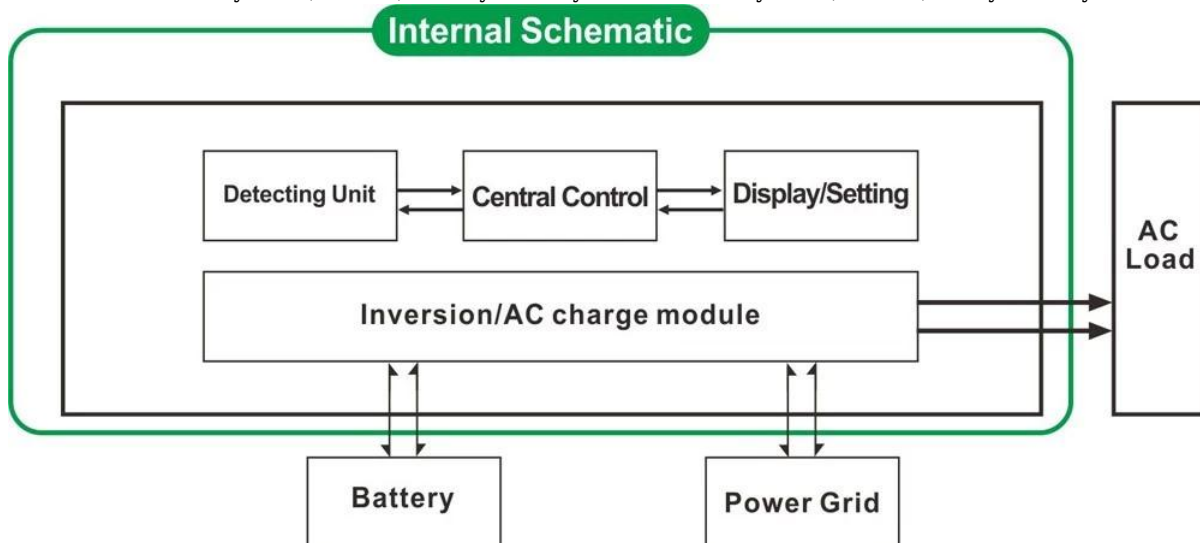 Internal Schematic
Detecting Unit
Central Control
Display/Setting
AC
Load
Inversion/AC charge module
Battery
Power Grid